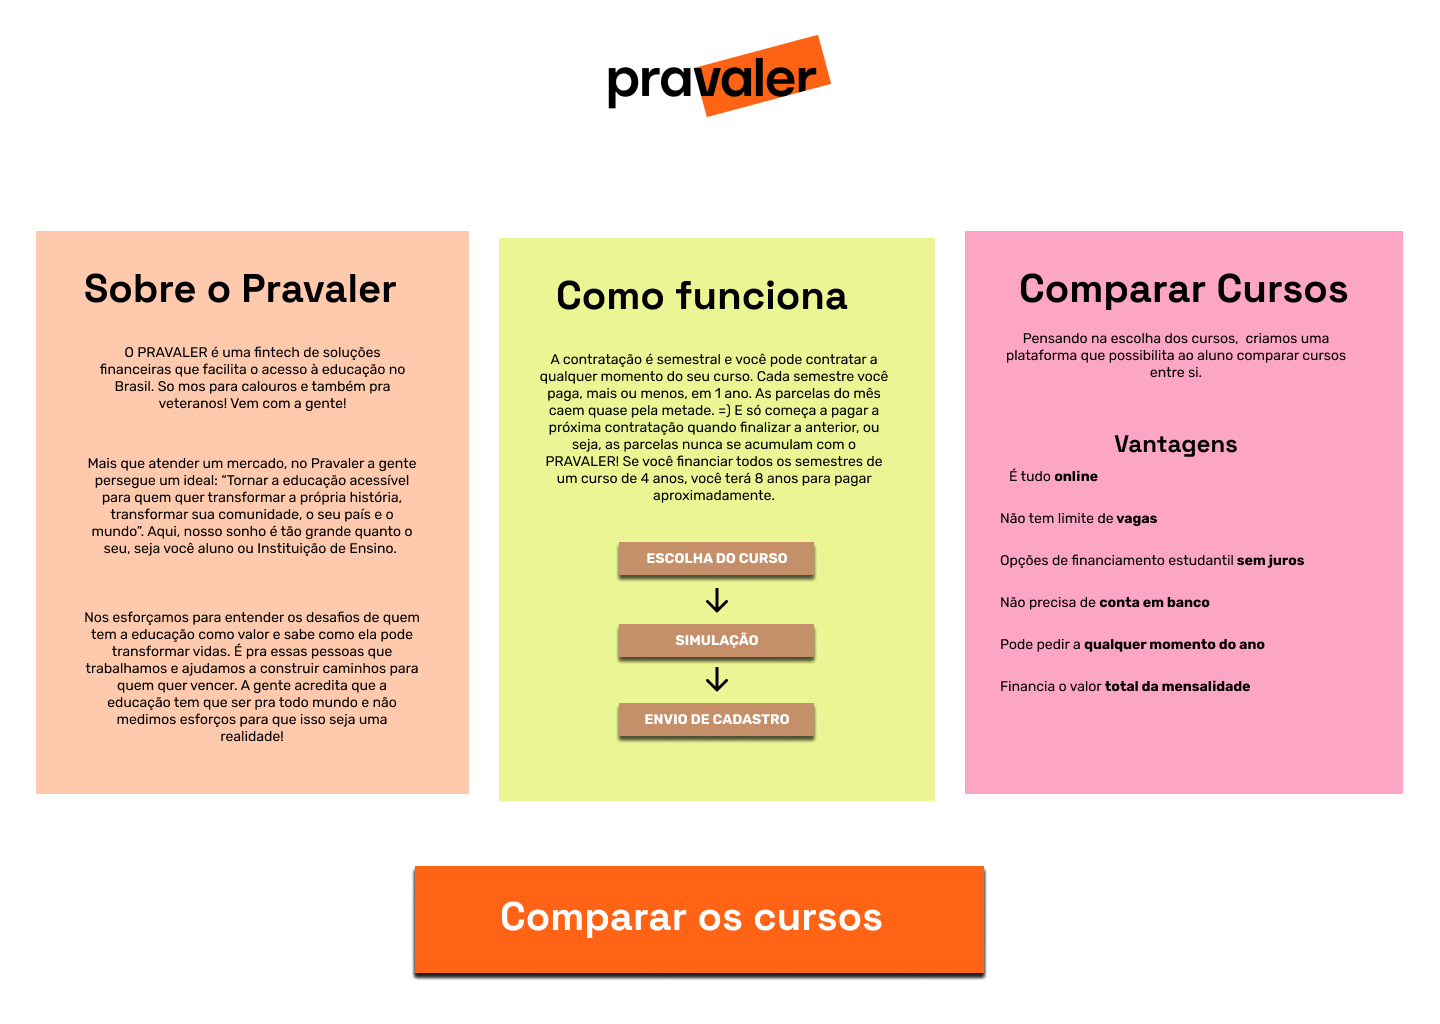 pravaler
Sobre o Pravaler
O PRAVALER é uma fintech de soluções
financeiras que facilita o acesso à educação no
Brasil. So mos para calouros e também pra
veteranos! Vem com a gente!
Mais que atender um mercado, no Pravaler a gente
persegue um ideal: “Tornar a educação acessível
para quem quer transformar a própria história,
transformar sua comunidade, o seu país e o
mundo”. Aqui, nosso sonho é tão grande quanto o
seu, seja você aluno ou Instituição de Ensino.
Nos esforçamos para entender os desafios de quem
tem a educação como valor e sabe como ela pode
transformar vidas. É pra essas pessoas que
trabalhamos e ajudamos a construir caminhos para
quem quer vencer. A gente acredita que a
educação tem que ser pra todo mundo e não
medimos esforços para que isso seja uma
realidade!
Como funciona
A contratação é semestral e você pode contratar a
qualquer momento do seu curso. Cada semestre você
paga, mais ou menos, em 1 ano. As parcelas do mês
caem quase pela metade. =) E só começa a pagar a
próxima contratação quando finalizar a anterior, ou
seja, as parcelas nunca se acumulam com o
PRAVALER! Se você financiar todos os semestres de
um curso de 4 anos, você terá 8 anos para pagar
aproximadamente.
ESCOLHA DO CURSO
SIMULAÇÃO
ENVIO DE CADASTRO
Comparar Cursos
Pensando na escolha dos cursos,  criamos uma
plataforma que possibilita ao aluno comparar cursos
entre si.
Vantagens
É tudo online
Não tem limite de vagas
Opções de financiamento estudantil sem juros
Não precisa de conta em banco
Pode pedir a qualquer momento do ano
Financia o valor total da mensalidade
Comparar os cursos